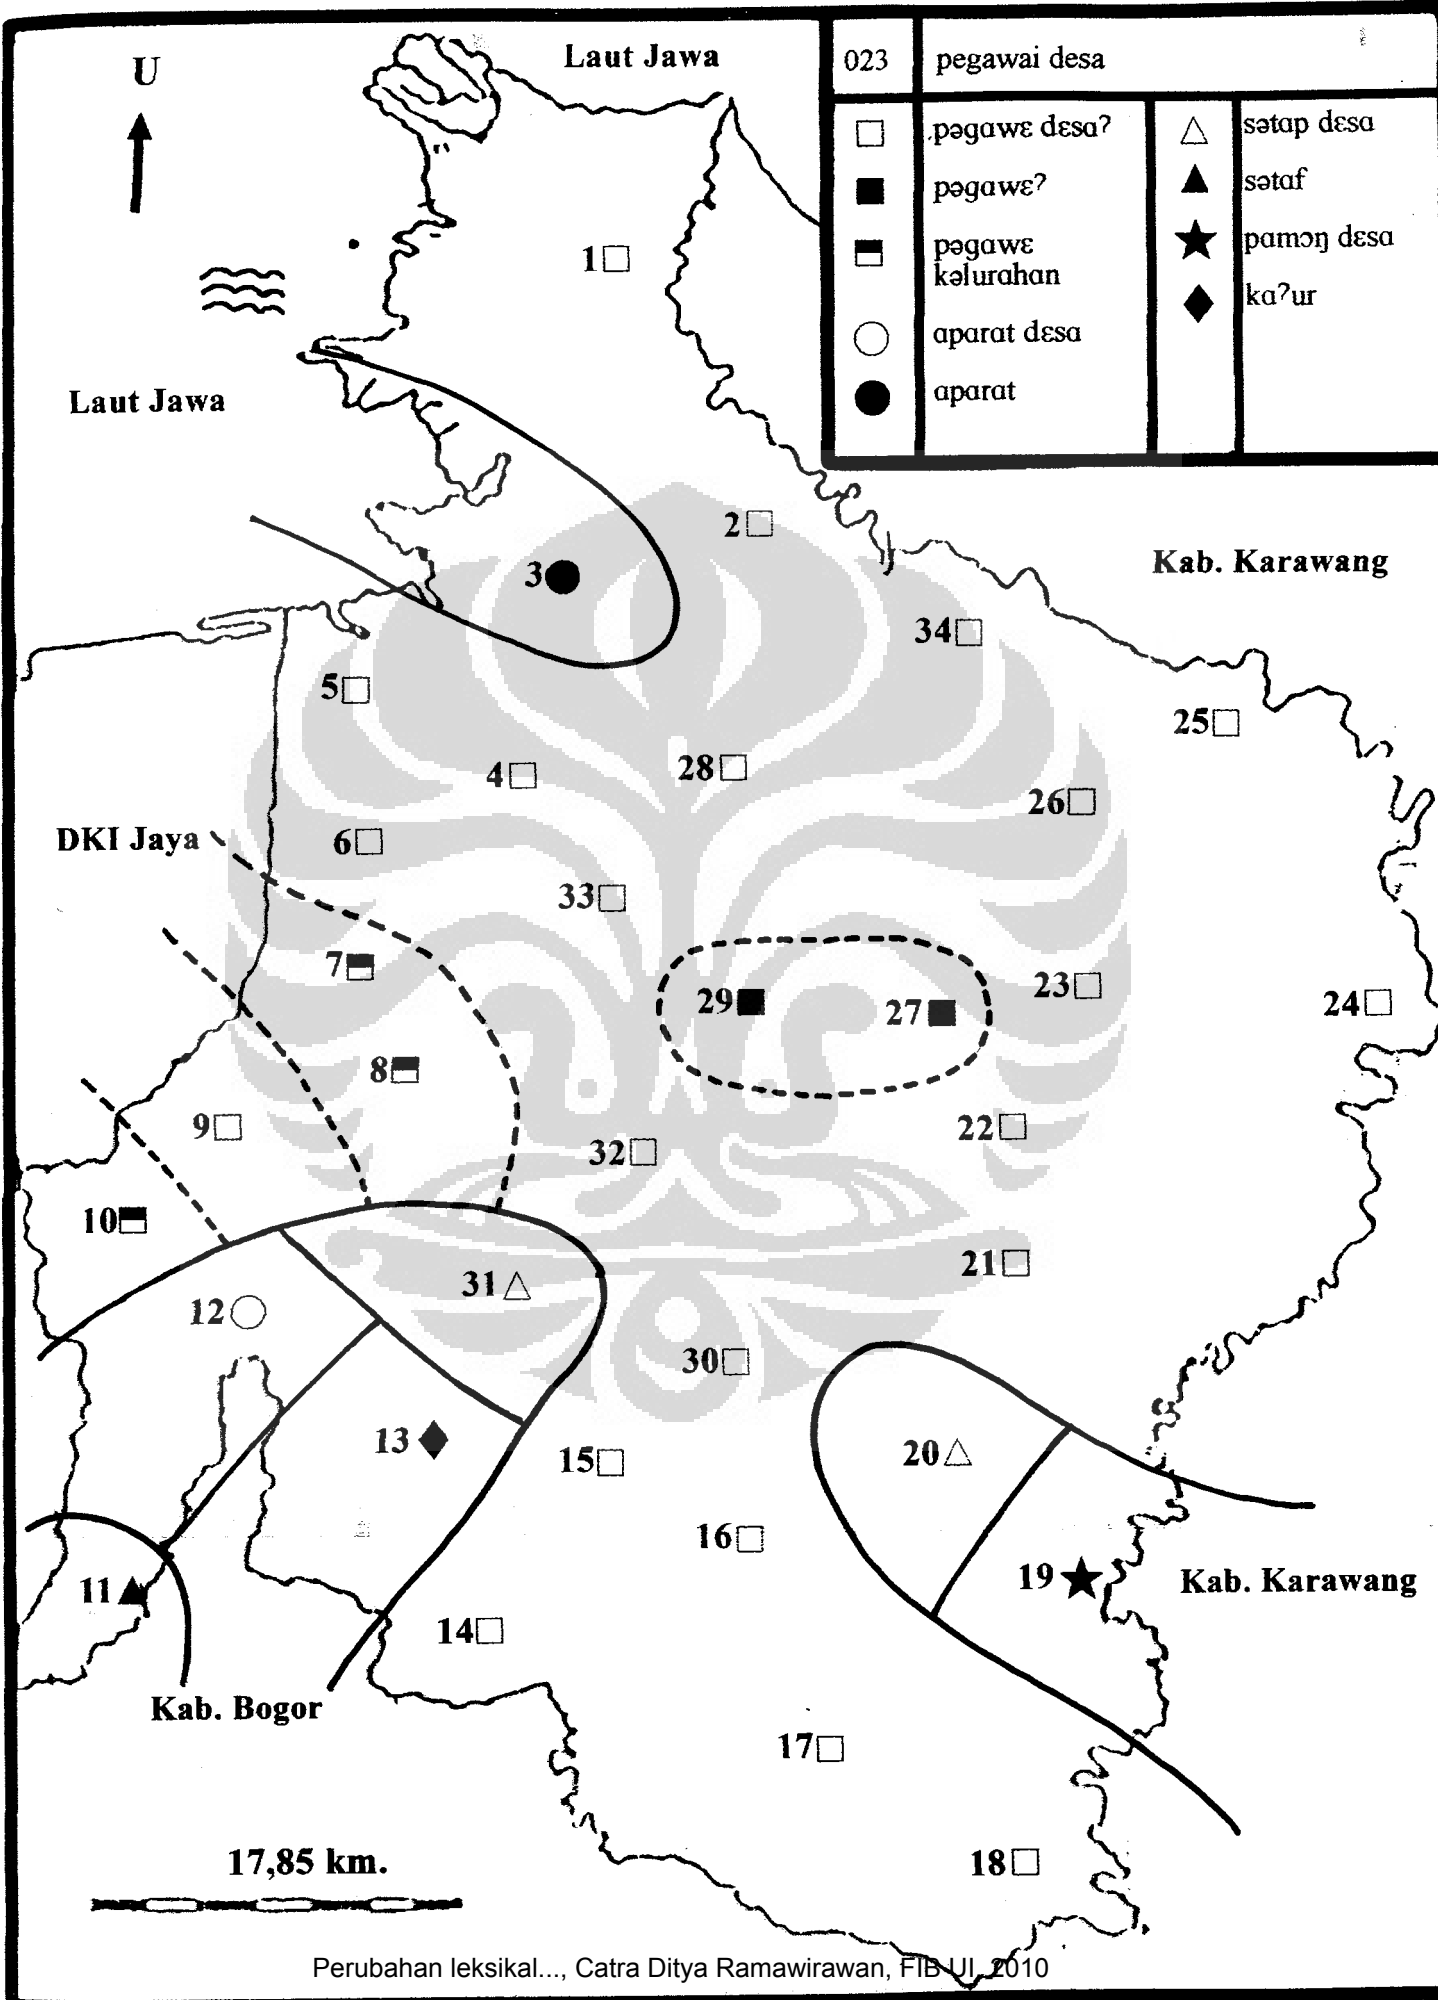 U
Laut Jawa
023
pegawai desa
pəgawɛ dɛsaˀ
pəgawɛˀ
pəgawɛ
kəlurahan
aparat dɛsa
aparat
sətap dɛsa
sətaf
pamɔŋ dɛsa
kaˀur
1
Laut Jawa
2
Kab. Karawang
3
34
5
25
4
28
26
DKI Jaya
6
33
7
23
29
27
24
8
9
22
32
10
21
31
12
30
13
15
20
16
19
Kab. Karawang
11
14
Kab. Bogor
17
17,85 km.
18
Perubahan leksikal..., Catra Ditya Ramawirawan, FIB UI, 2010